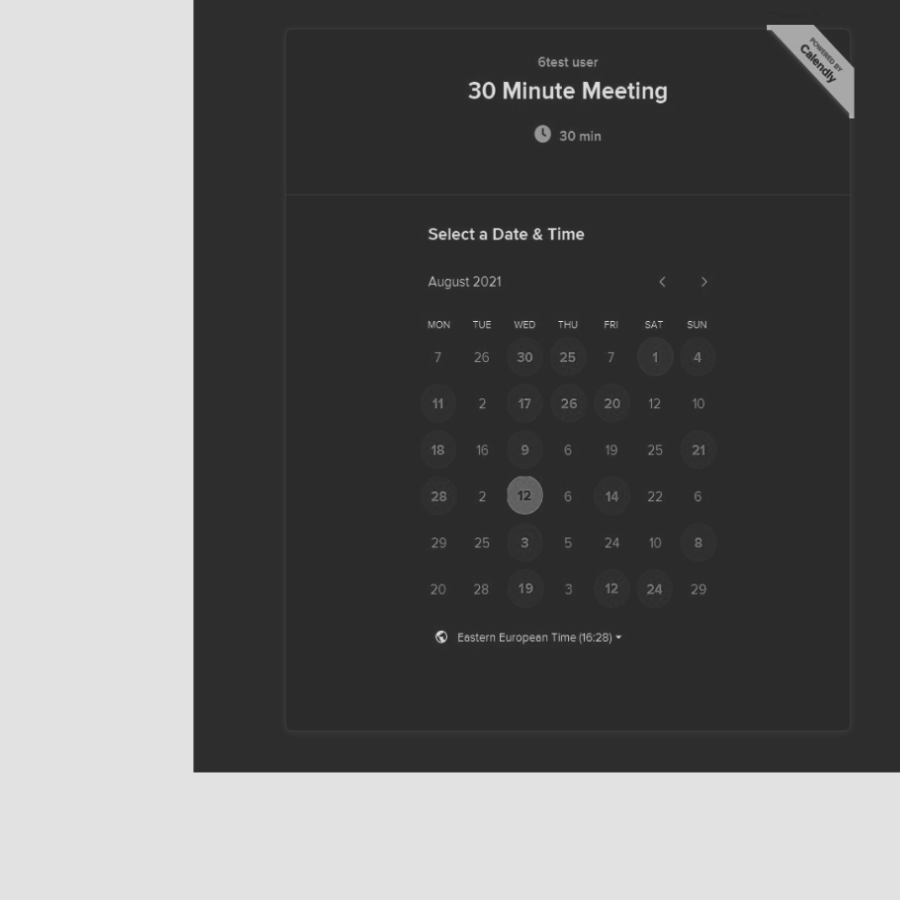 POWERED BY
Calendly
6test user
30 Minute Meeting
30 min
Select a Date & Time
August 2021
MON TUE WED THU FRI SAT SUN
7 26 30 25 7 1 4
11 2 17 26 20 12 10
18 16 9 6 19 25 21
28 2 12 6 14 22 6
29 25 3 5 24 10 8
20 28 19 3 12 24 29
Eastern European Time (16:28)